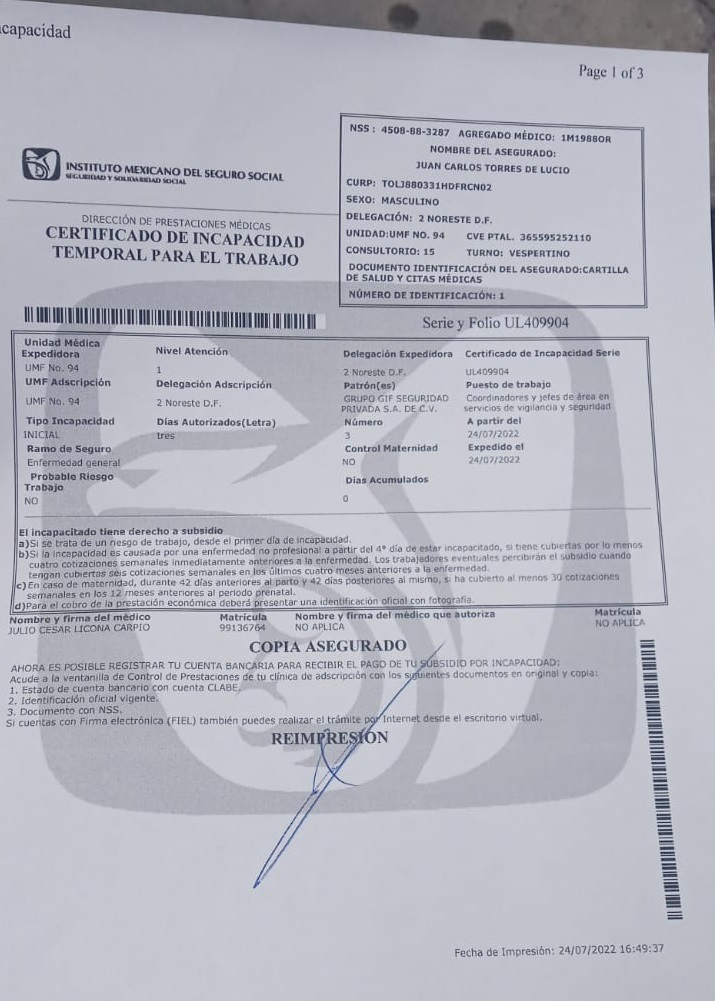 ncapacidad
Page 1 of 3
INSTITUTO MEXICANO DEL SEGURO SOCIAL
SEGURIDAD Y SOLIDARIDAD SOCIAL
DIRECCIÓN DE PRESTACIONES MÉDICAS
CERTIFICADO DE INCAPACIDAD
TEMPORAL PARA EL TRABAJO
NSS : 4508-88-3287 AGREGADO MÉDICO: 1M1988OR
NOMBRE DEL ASEGURADO:
JUAN CARLOS TORRES DE LUCIO
CURP: TOLJ880331HDFRCN02
SEXO: MASCULINO
DELEGACIÓN: 2 NORESTE D.F.
UNIDAD:UMF NO. 94 CVE PTAL. 365595252110
CONSULTORIO: 15 TURNO: VESPERTINO
DOCUMENTO IDENTIFICACIÓN DEL ASEGURADO:CARTILLA
DE SALUD Y CITAS MÉDICAS
NÚMERO DE IDENTIFICACIÓN: 1
Serie y Folio UL409904
Unidad Médica
Expedidora
UMF No. 94
Nivel Atención
1
Delegación Expedidora
2 Noreste D.F.
Certificado de Incapacidad Serie
UL409904
UMF Adscripción
UMF No. 94
Delegación Adscripción
2 Noreste D.F.
Patrón(es)
GRUPO GIF SEGURIDAD
PRIVADA S.A. DE C.V.
Puesto de trabajo
Coordinadores y jefes de área en
servicios de vigilancia y seguridad
Tipo Incapacidad
INICIAL
Días Autorizados(Letra)
tres
Número
3
A partir del
24/07/2022
Ramo de Seguro
Enfermedad general
Control Maternidad
NO
Expedido el
24/07/2022
Probable Riesgo
Trabajo
NO
Días Acumulados
0
El incapacitado tiene derecho a subsidio
a)Si se trata de un riesgo de trabajo, desde el primer día de incapacidad.
b)Si la incapacidad es causada por una enfermedad no profesional a partir del 4° día de estar incapacitado, si tiene cubiertas por lo menos
cuatro cotizaciones semanales inmediatamente anteriores a la enfermedad. Los trabajadores eventuales percibirán el subsidio cuando
tengan cubiertas seis cotizaciones semanales en los últimos cuatro meses anteriores a la enfermedad.
c)En caso de maternidad, durante 42 días anteriores al parto y 42 días posteriores al mismo, si ha cubierto al menos 30 cotizaciones
semanales en los 12 meses anteriores al periodo prenatal.
d)Para el cobro de la prestación económica deberá presentar una identificación oficial con fotografía.
Nombre y firma del médico
JULIO CESAR LICONA CARPIO
Matrícula
99136764
Nombre y firma del médico que autoriza
NO APLICA
Matrícula
NO APLICA
COPIA ASEGURADO
AHORA ES POSIBLE REGISTRAR TU CUENTA BANCARIA PARA RECIBIR EL PAGO DE TU SUBSIDIO POR INCAPACIDAD:
Acude a la ventanilla de Control de Prestaciones de tu clínica de adscripción con los siguientes documentos en original y copia:
1. Estado de cuenta bancario con cuenta CLABE.
2. Identificación oficial vigente.
3. Documento con NSS.
Si cuentas con Firma electrónica (FIEL) también puedes realizar el trámite por Internet desde el escritorio virtual.
REIMPRESIÓN
Fecha de Impresión: 24/07/2022 16:49:37